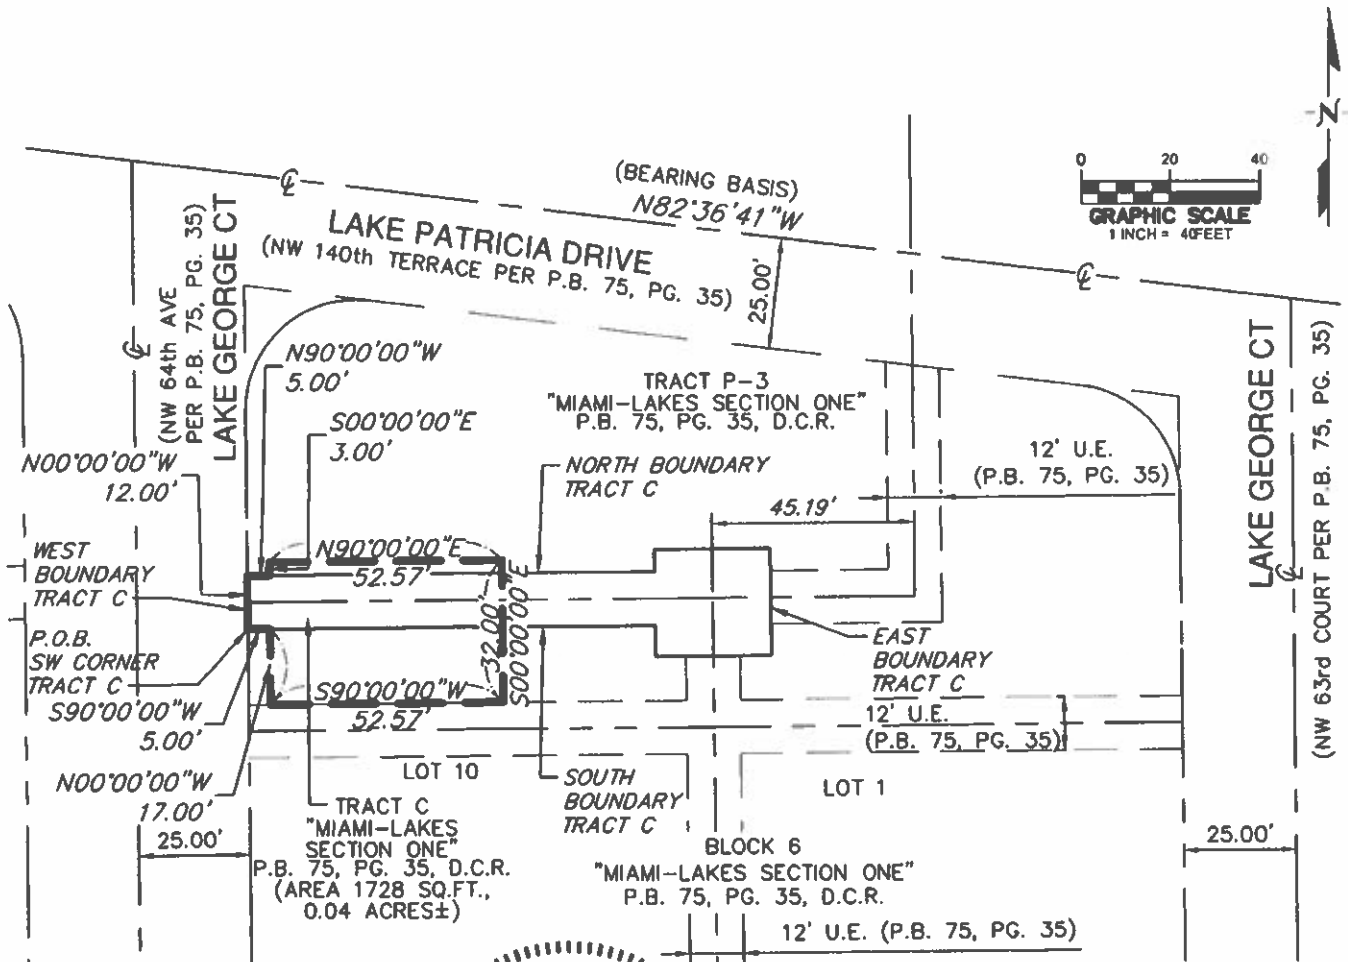 N
0 20 40
GRAPHIC SCALE
1 INCH = 40FEET
(BEARING BASIS)
N82°36'41"W
LAKE PATRICIA DRIVE
(NW 140th TERRACE PER P.B. 75, PG. 35)
25.00'
(NW 64th AVE
PER P.B. 75, PG. 35)
LAKE GEORGE CT
LAKE GEORGE CT
(NW 63rd COURT PER P.B. 75, PG. 35)
N90°00'00"W
5.00'
S00°00'00"E
3.00'
TRACT P-3
"MIAMI-LAKES SECTION ONE"
P.B. 75, PG. 35, D.C.R.
N00°00'00"W
12.00'
NORTH BOUNDARY
TRACT C
12' U.E.
(P.B. 75, PG. 35)
45.19'
WEST
BOUNDARY
TRACT C
N90°00'00"E
52.57'
32.00'
S00°00'00"E
P.O.B.
SW CORNER
TRACT C
EAST
BOUNDARY
TRACT C
S90°00'00"W
5.00'
S90°00'00"W
52.57'
12' U.E.
(P.B. 75, PG. 35)
N00°00'00"W
17.00'
LOT 10
SOUTH
BOUNDARY
TRACT C
LOT 1
25.00'
TRACT C
"MIAMI-LAKES
SECTION ONE"
P.B. 75, PG. 35, D.C.R.
(AREA 1728 SQ.FT.,
0.04 ACRES±)
BLOCK 6
"MIAMI-LAKES SECTION ONE"
P.B. 75, PG. 35, D.C.R.
25.00'
12' U.E. (P.B. 75, PG. 35)